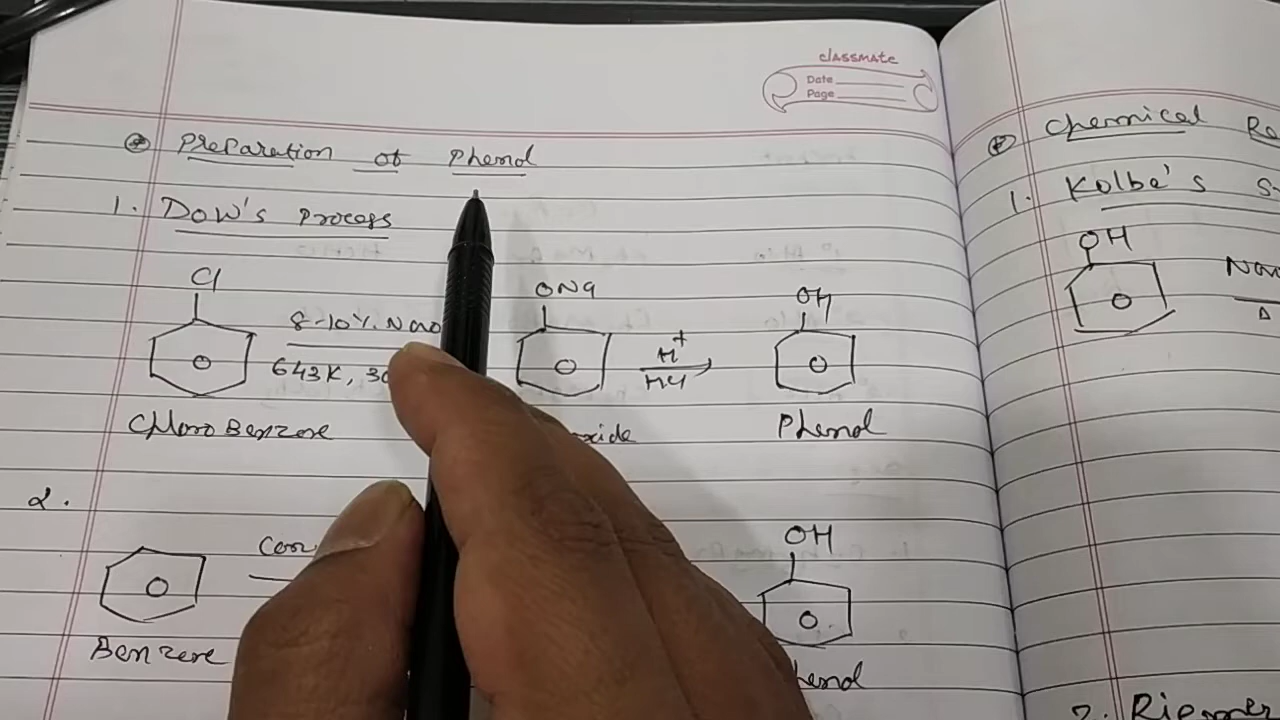 classmate
Date
Page
Preparation of Phenol
1. Dow's Process
Cl
8-10% NaO
643K, 30
ONa
H+
HCl
OH
Chloro Benzene
oxide
Phenol
2.
Benzene
Con
OH
henol
Chemical Re
1. Kolbe's S
OH
Na
Δ
2. Riemer